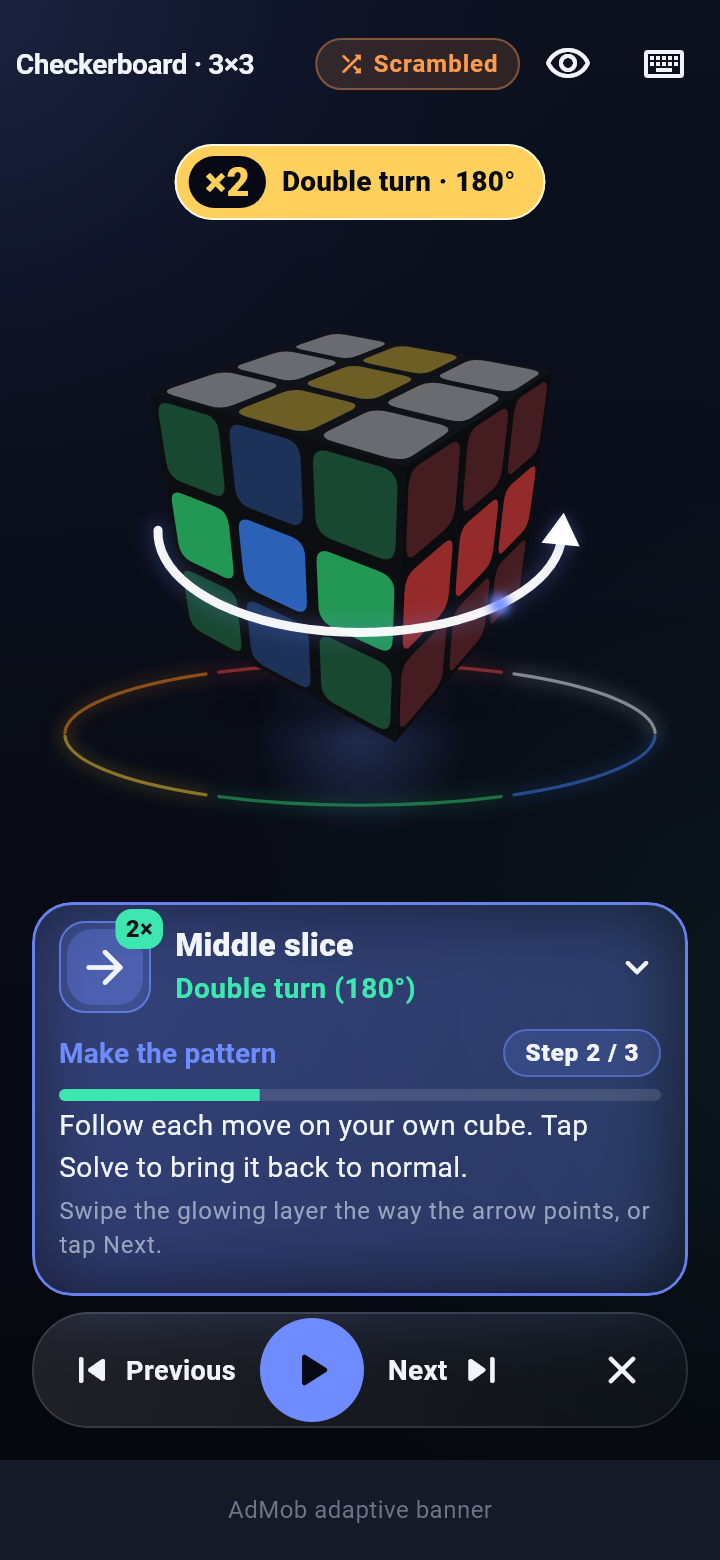 Checkerboard · 3×3
Scrambled
×2 Double turn · 180°
2×
Middle slice
Double turn (180°)
Make the pattern
Step 2 / 3
Follow each move on your own cube. Tap
Solve to bring it back to normal.
Swipe the glowing layer the way the arrow points, or
tap Next.
Previous
Next
AdMob adaptive banner